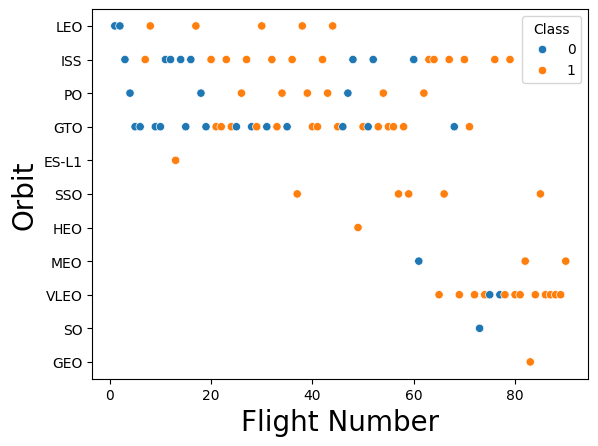 LEO
ISS
PO
GTO
ES-L1
SSO
HEO
MEO
VLEO
SO
GEO
Orbit
Class
0
1
0 20 40 60 80
Flight Number